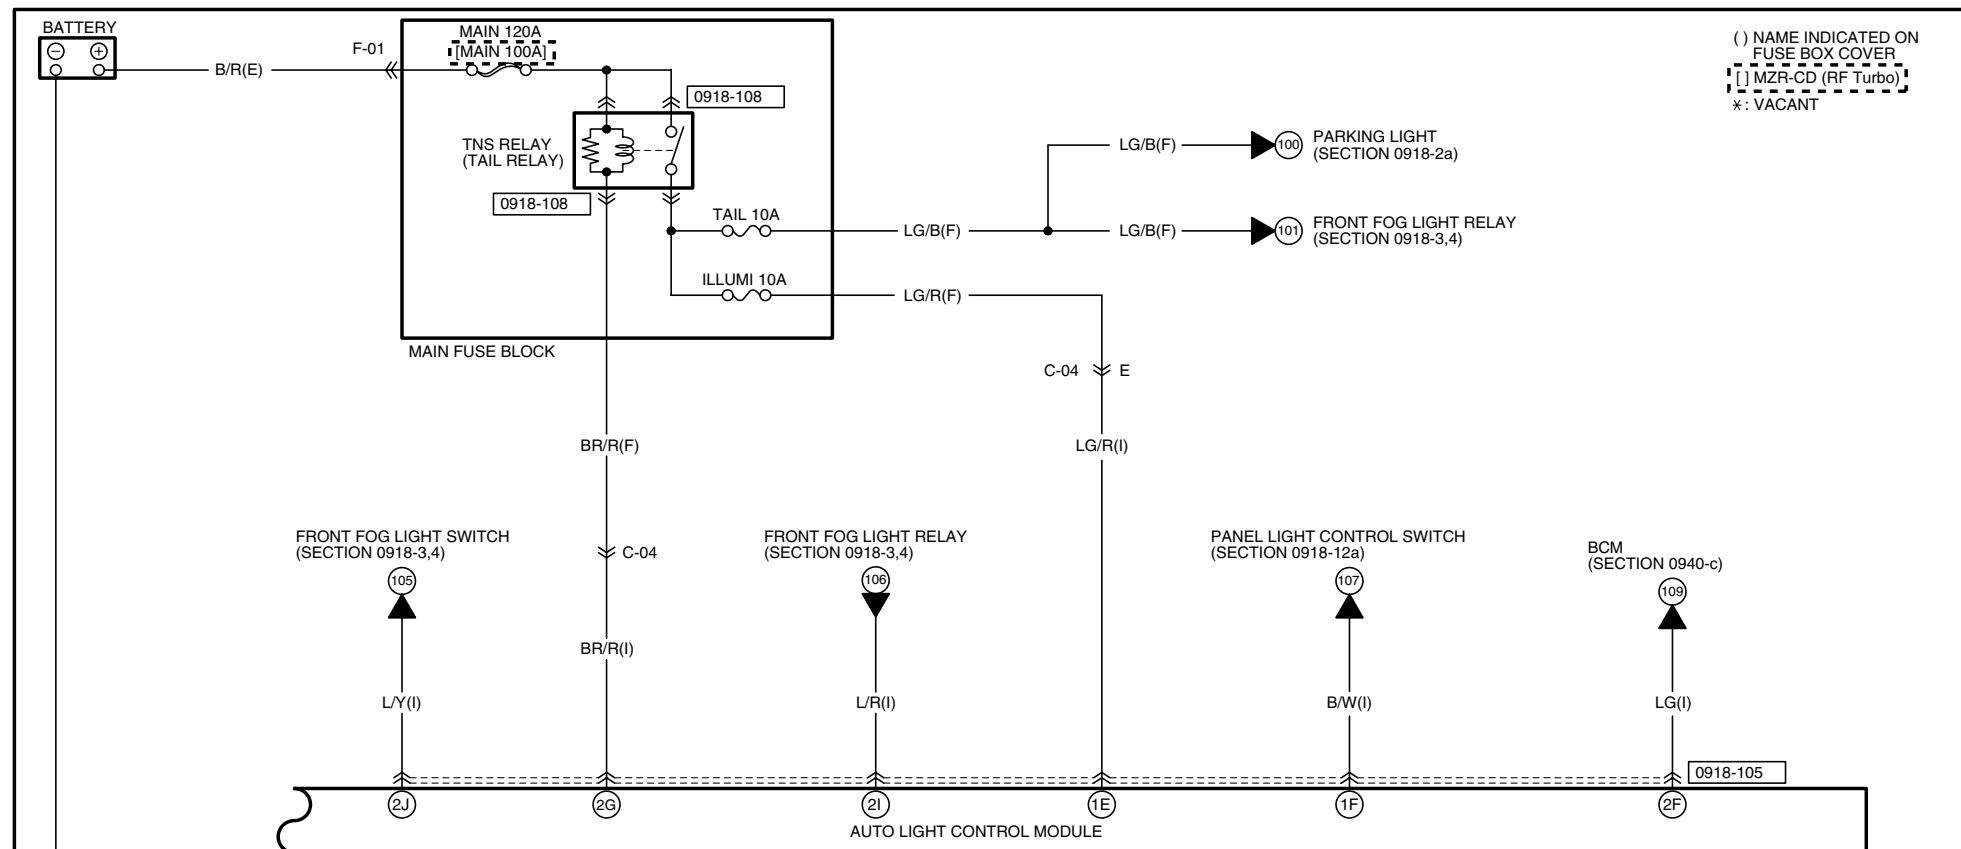 BATTERY
− +
B/R(E)
F-01
MAIN 120A
[MAIN 100A]
( ) NAME INDICATED ON
FUSE BOX COVER
[ ] MZR-CD (RF Turbo)
*: VACANT
0918-108
TNS RELAY
(TAIL RELAY)
0918-108
TAIL 10A
ILLUMI 10A
MAIN FUSE BLOCK
LG/B(F)
LG/B(F)
100
PARKING LIGHT
(SECTION 0918-2a)
LG/B(F)
101
FRONT FOG LIGHT RELAY
(SECTION 0918-3,4)
LG/R(F)
C-04
E
BR/R(F)
LG/R(I)
FRONT FOG LIGHT SWITCH
(SECTION 0918-3,4)
105
C-04
FRONT FOG LIGHT RELAY
(SECTION 0918-3,4)
106
PANEL LIGHT CONTROL SWITCH
(SECTION 0918-12a)
107
BCM
(SECTION 0940-c)
109
BR/R(I)
L/Y(I)
L/R(I)
B/W(I)
LG(I)
0918-105
2J
2G
2I
1E
1F
2F
AUTO LIGHT CONTROL MODULE